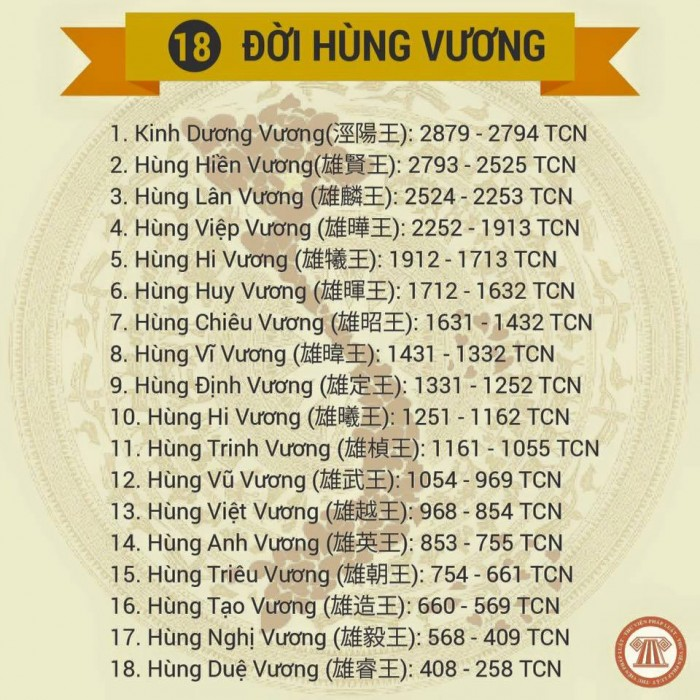 18 ĐỜI HÙNG VƯƠNG
1. Kinh Dương Vương(涇陽王): 2879 - 2794 TCN
2. Hùng Hiền Vương(雄賢王): 2793 - 2525 TCN
3. Hùng Lân Vương (雄麟王): 2524 - 2253 TCN
4. Hùng Việp Vương (雄曄王): 2252 - 1913 TCN
5. Hùng Hi Vương (雄犧王): 1912 - 1713 TCN
6. Hùng Huy Vương (雄暉王): 1712 - 1632 TCN
7. Hùng Chiêu Vương (雄昭王): 1631 - 1432 TCN
8. Hùng Vĩ Vương (雄暐王): 1431 - 1332 TCN
9. Hùng Định Vương (雄定王): 1331 - 1252 TCN
10. Hùng Hi Vương (雄曦王): 1251 - 1162 TCN
11. Hùng Trinh Vương (雄楨王): 1161 - 1055 TCN
12. Hùng Vũ Vương (雄武王): 1054 - 969 TCN
13. Hùng Việt Vương (雄越王): 968 - 854 TCN
14. Hùng Anh Vương (雄英王): 853 - 755 TCN
15. Hùng Triêu Vương (雄朝王): 754 - 661 TCN
16. Hùng Tạo Vương (雄造王): 660 - 569 TCN
17. Hùng Nghị Vương (雄毅王): 568 - 409 TCN
18. Hùng Duệ Vương (雄睿王): 408 - 258 TCN
THƯ VIỆN PHÁP LUẬT